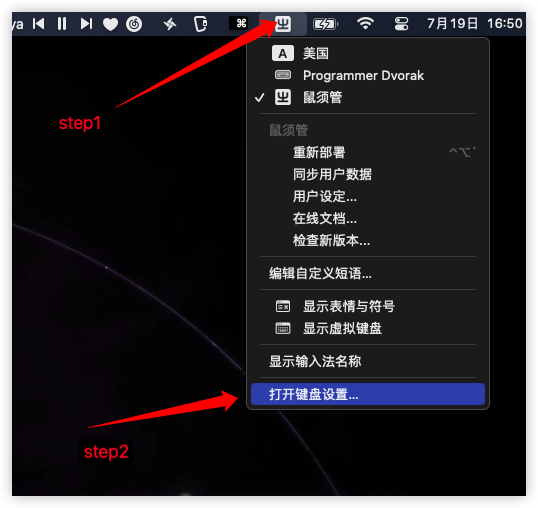 ya 7月19日 16:50
step1
A 美国
Programmer Dvorak
鼠须管
鼠须管
重新部署 ^⌥`
同步用户数据
用户设定...
在线文档...
检查新版本...
编辑自定义短语...
显示表情与符号
显示虚拟键盘
显示输入法名称
打开键盘设置...
step2